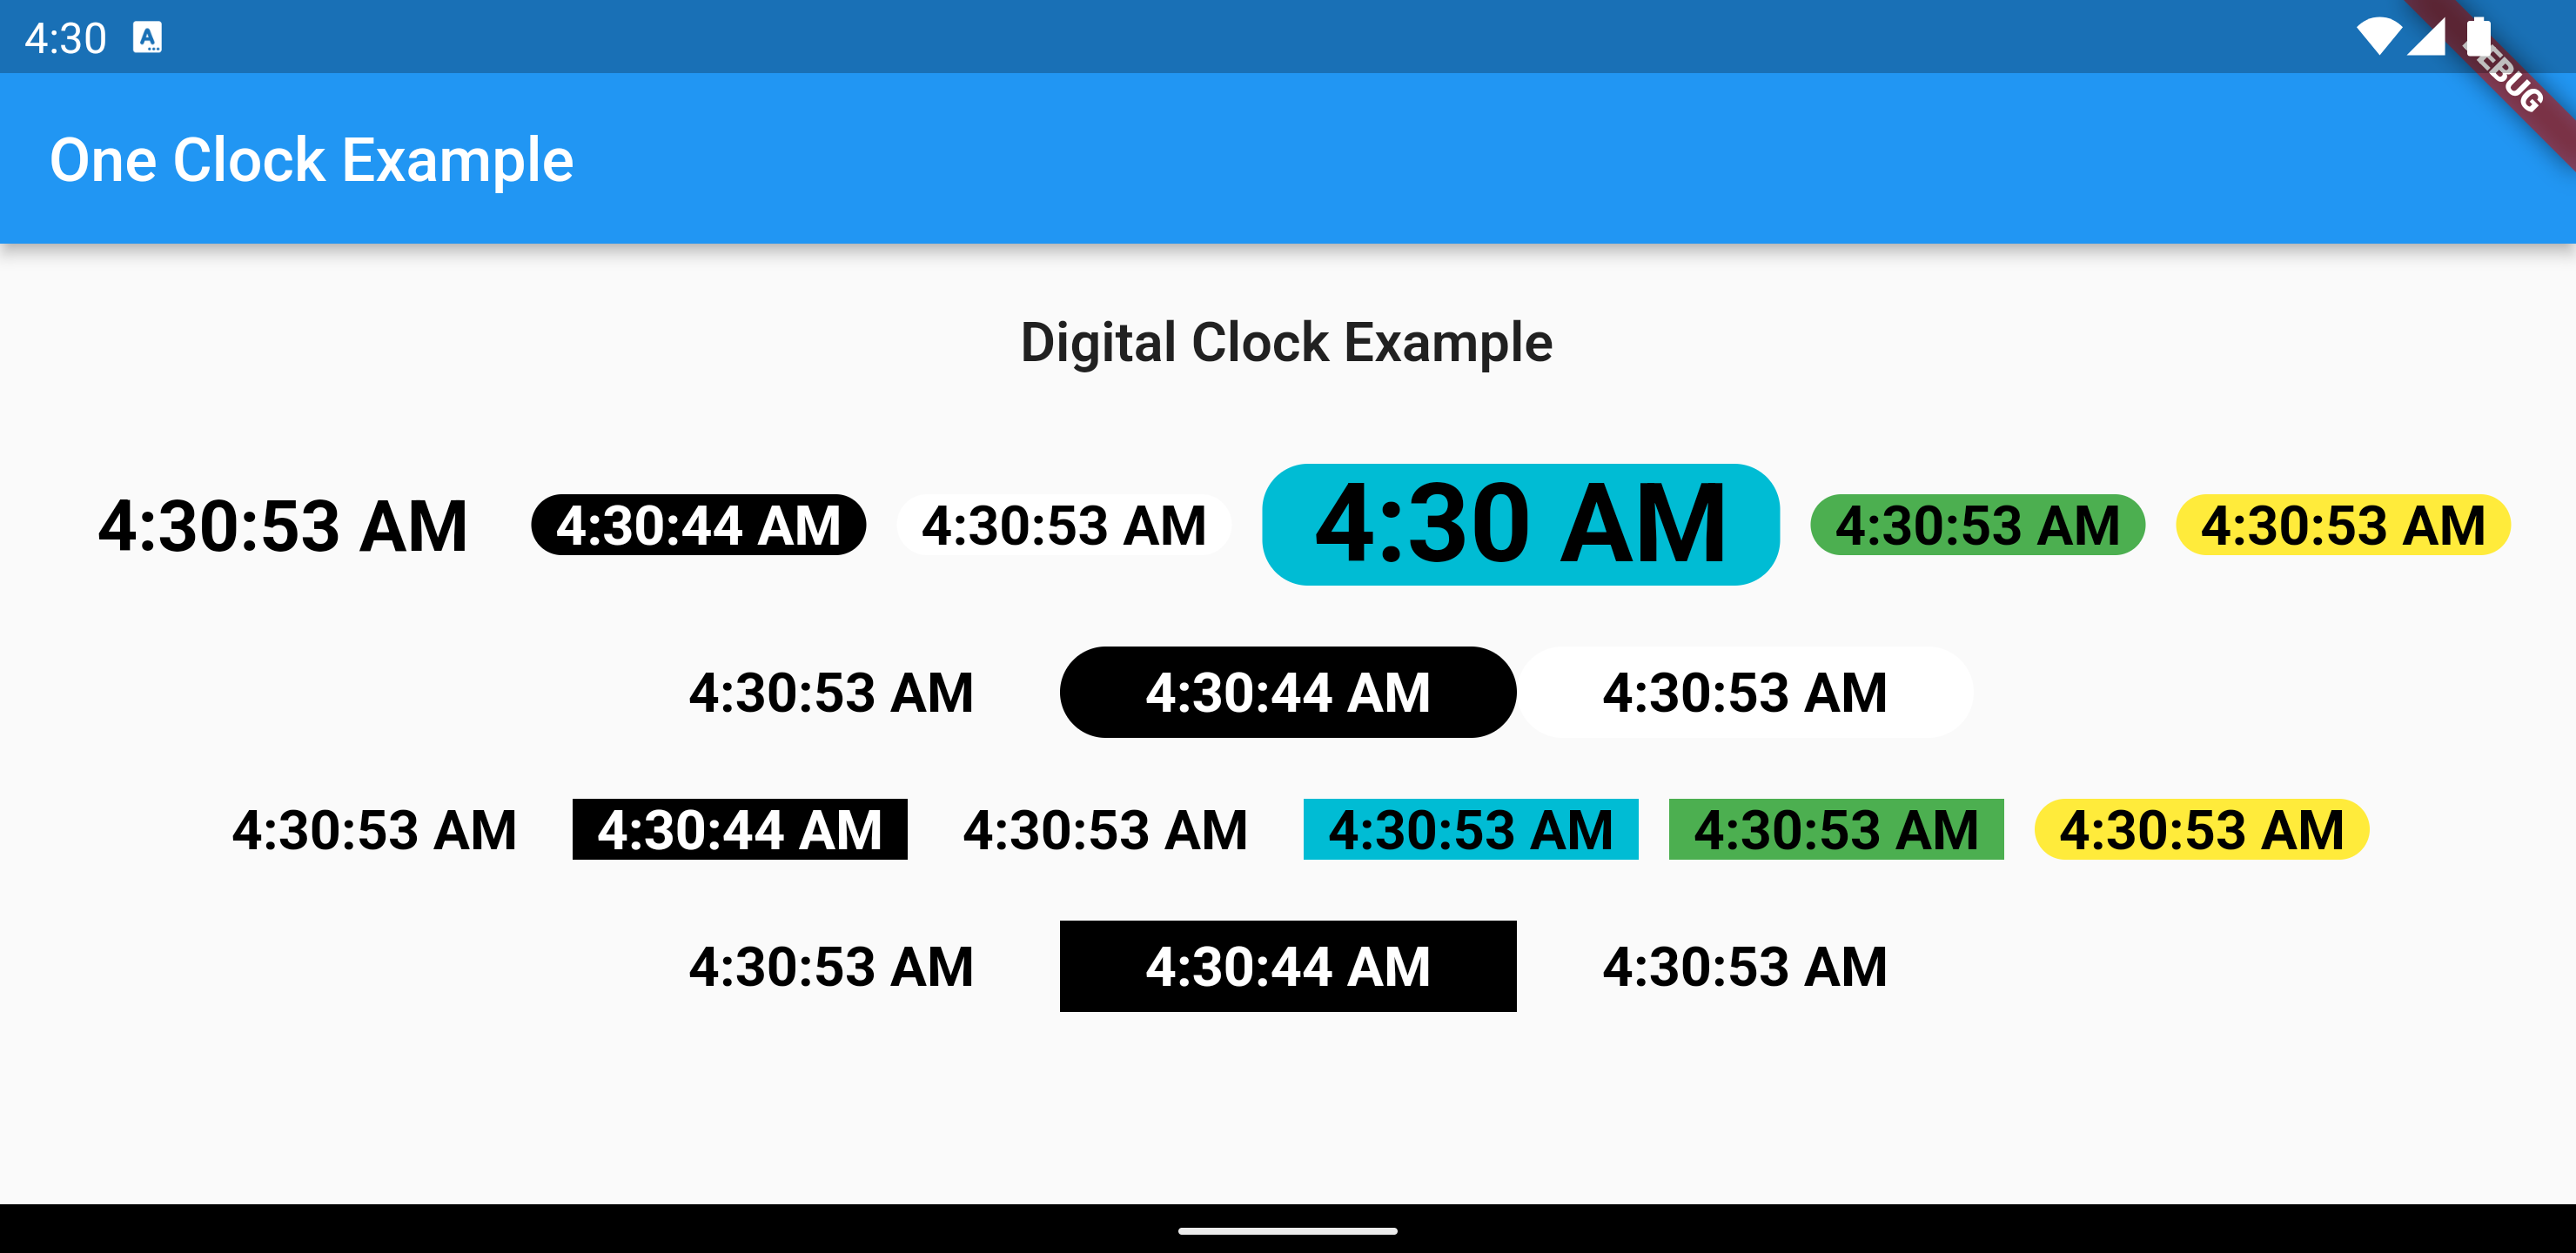 4:30 A
DEBUG
One Clock Example
Digital Clock Example
4:30:53 AM 4:30:44 AM 4:30:53 AM 4:30 AM 4:30:53 AM 4:30:53 AM
4:30:53 AM 4:30:44 AM 4:30:53 AM
4:30:53 AM 4:30:44 AM 4:30:53 AM 4:30:53 AM 4:30:53 AM 4:30:53 AM
4:30:53 AM 4:30:44 AM 4:30:53 AM